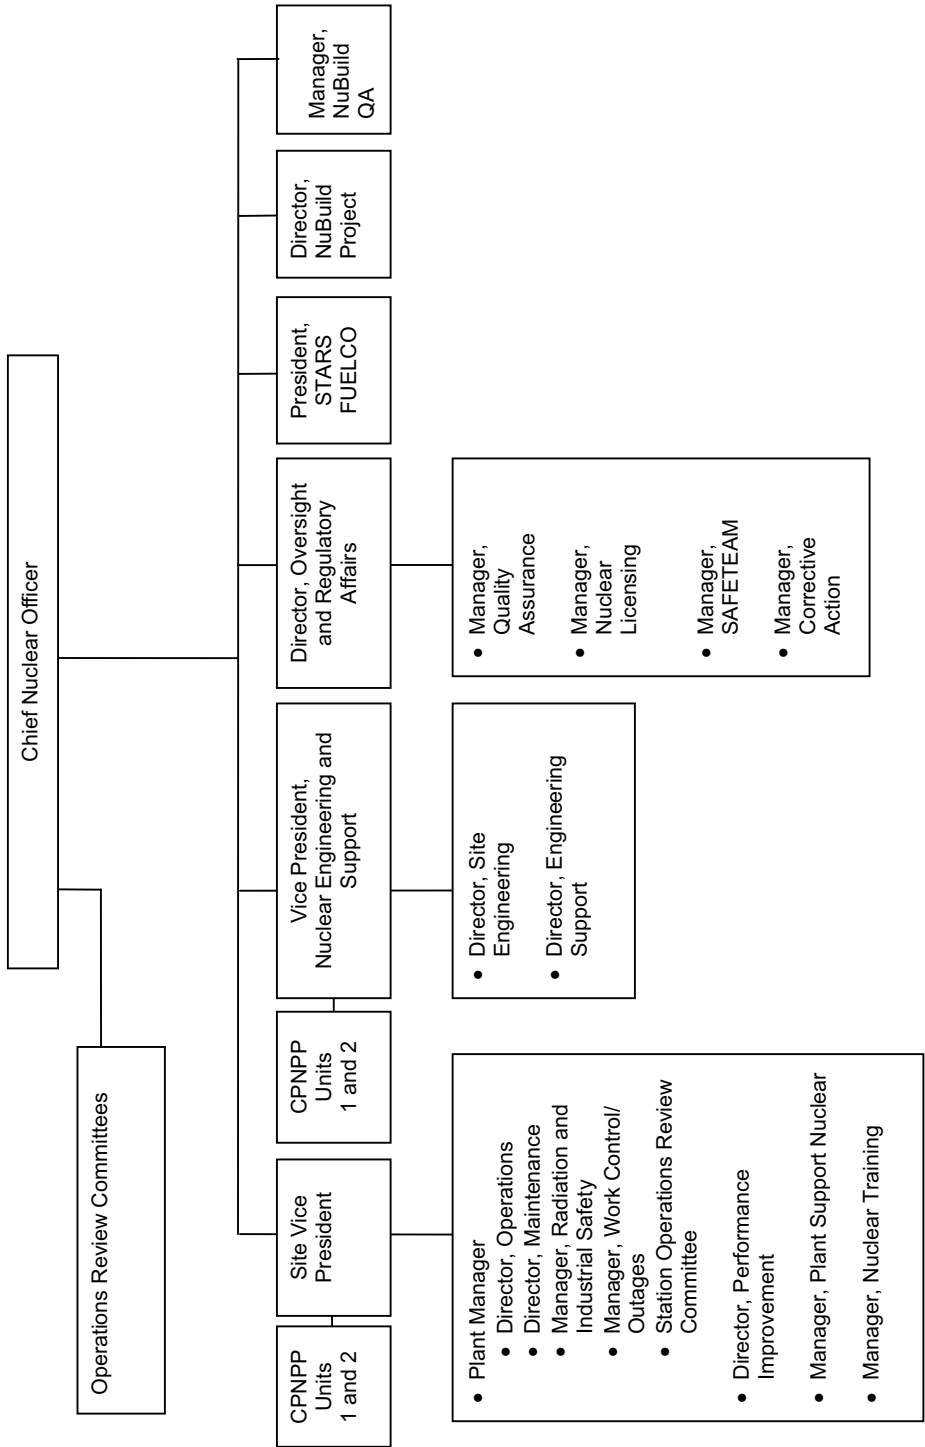 Chief Nuclear Officer
Operations Review Committees
CPNPP
Units
1 and 2
Site Vice
President
CPNPP
Units
1 and 2
Vice President,
Nuclear Engineering and
Support
Director, Oversight
and Regulatory
Affairs
President,
STARS
FUELCO
Director,
NuBuild
Project
Manager,
NuBuild
QA
• Plant Manager
• Director, Operations
• Director, Maintenance
• Manager, Radiation and
Industrial Safety
• Manager, Work Control/
Outages
• Station Operations Review
Committee
• Director, Performance
Improvement
• Manager, Plant Support Nuclear
• Manager, Nuclear Training
• Director, Site
Engineering
• Director, Engineering
Support
• Manager,
Quality
Assurance
• Manager,
Nuclear
Licensing
• Manager,
SAFETEAM
• Manager,
Corrective
Action